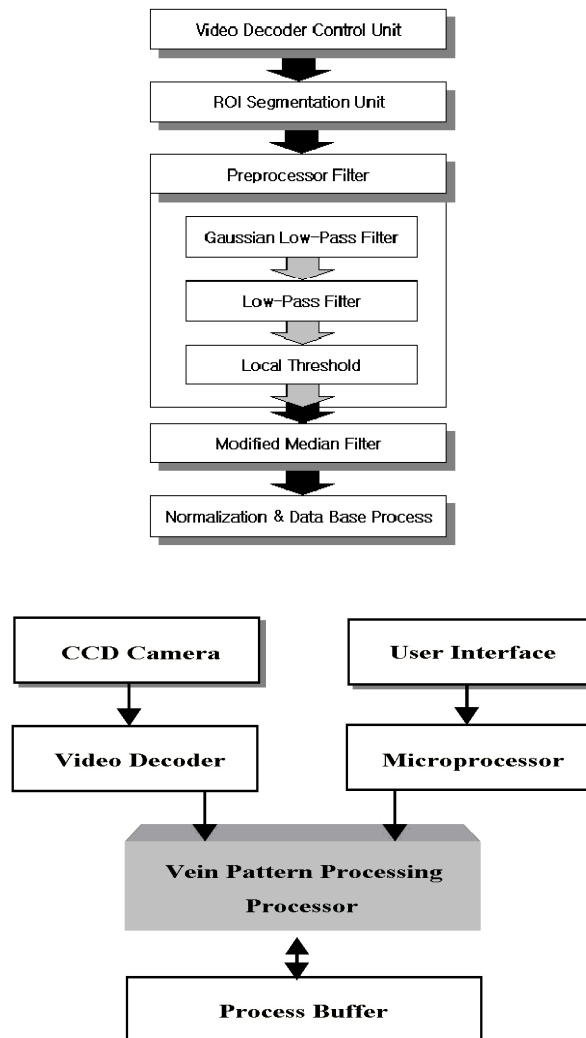 Video Decoder Control Unit
ROI Segmentation Unit
Preprocessor Filter
Gaussian Low-Pass Filter
Low-Pass Filter
Local Threshold
Modified Median Filter
Normalization & Data Base Process
CCD Camera
User Interface
Video Decoder
Microprocessor
Vein Pattern Processing
Processor
Process Buffer